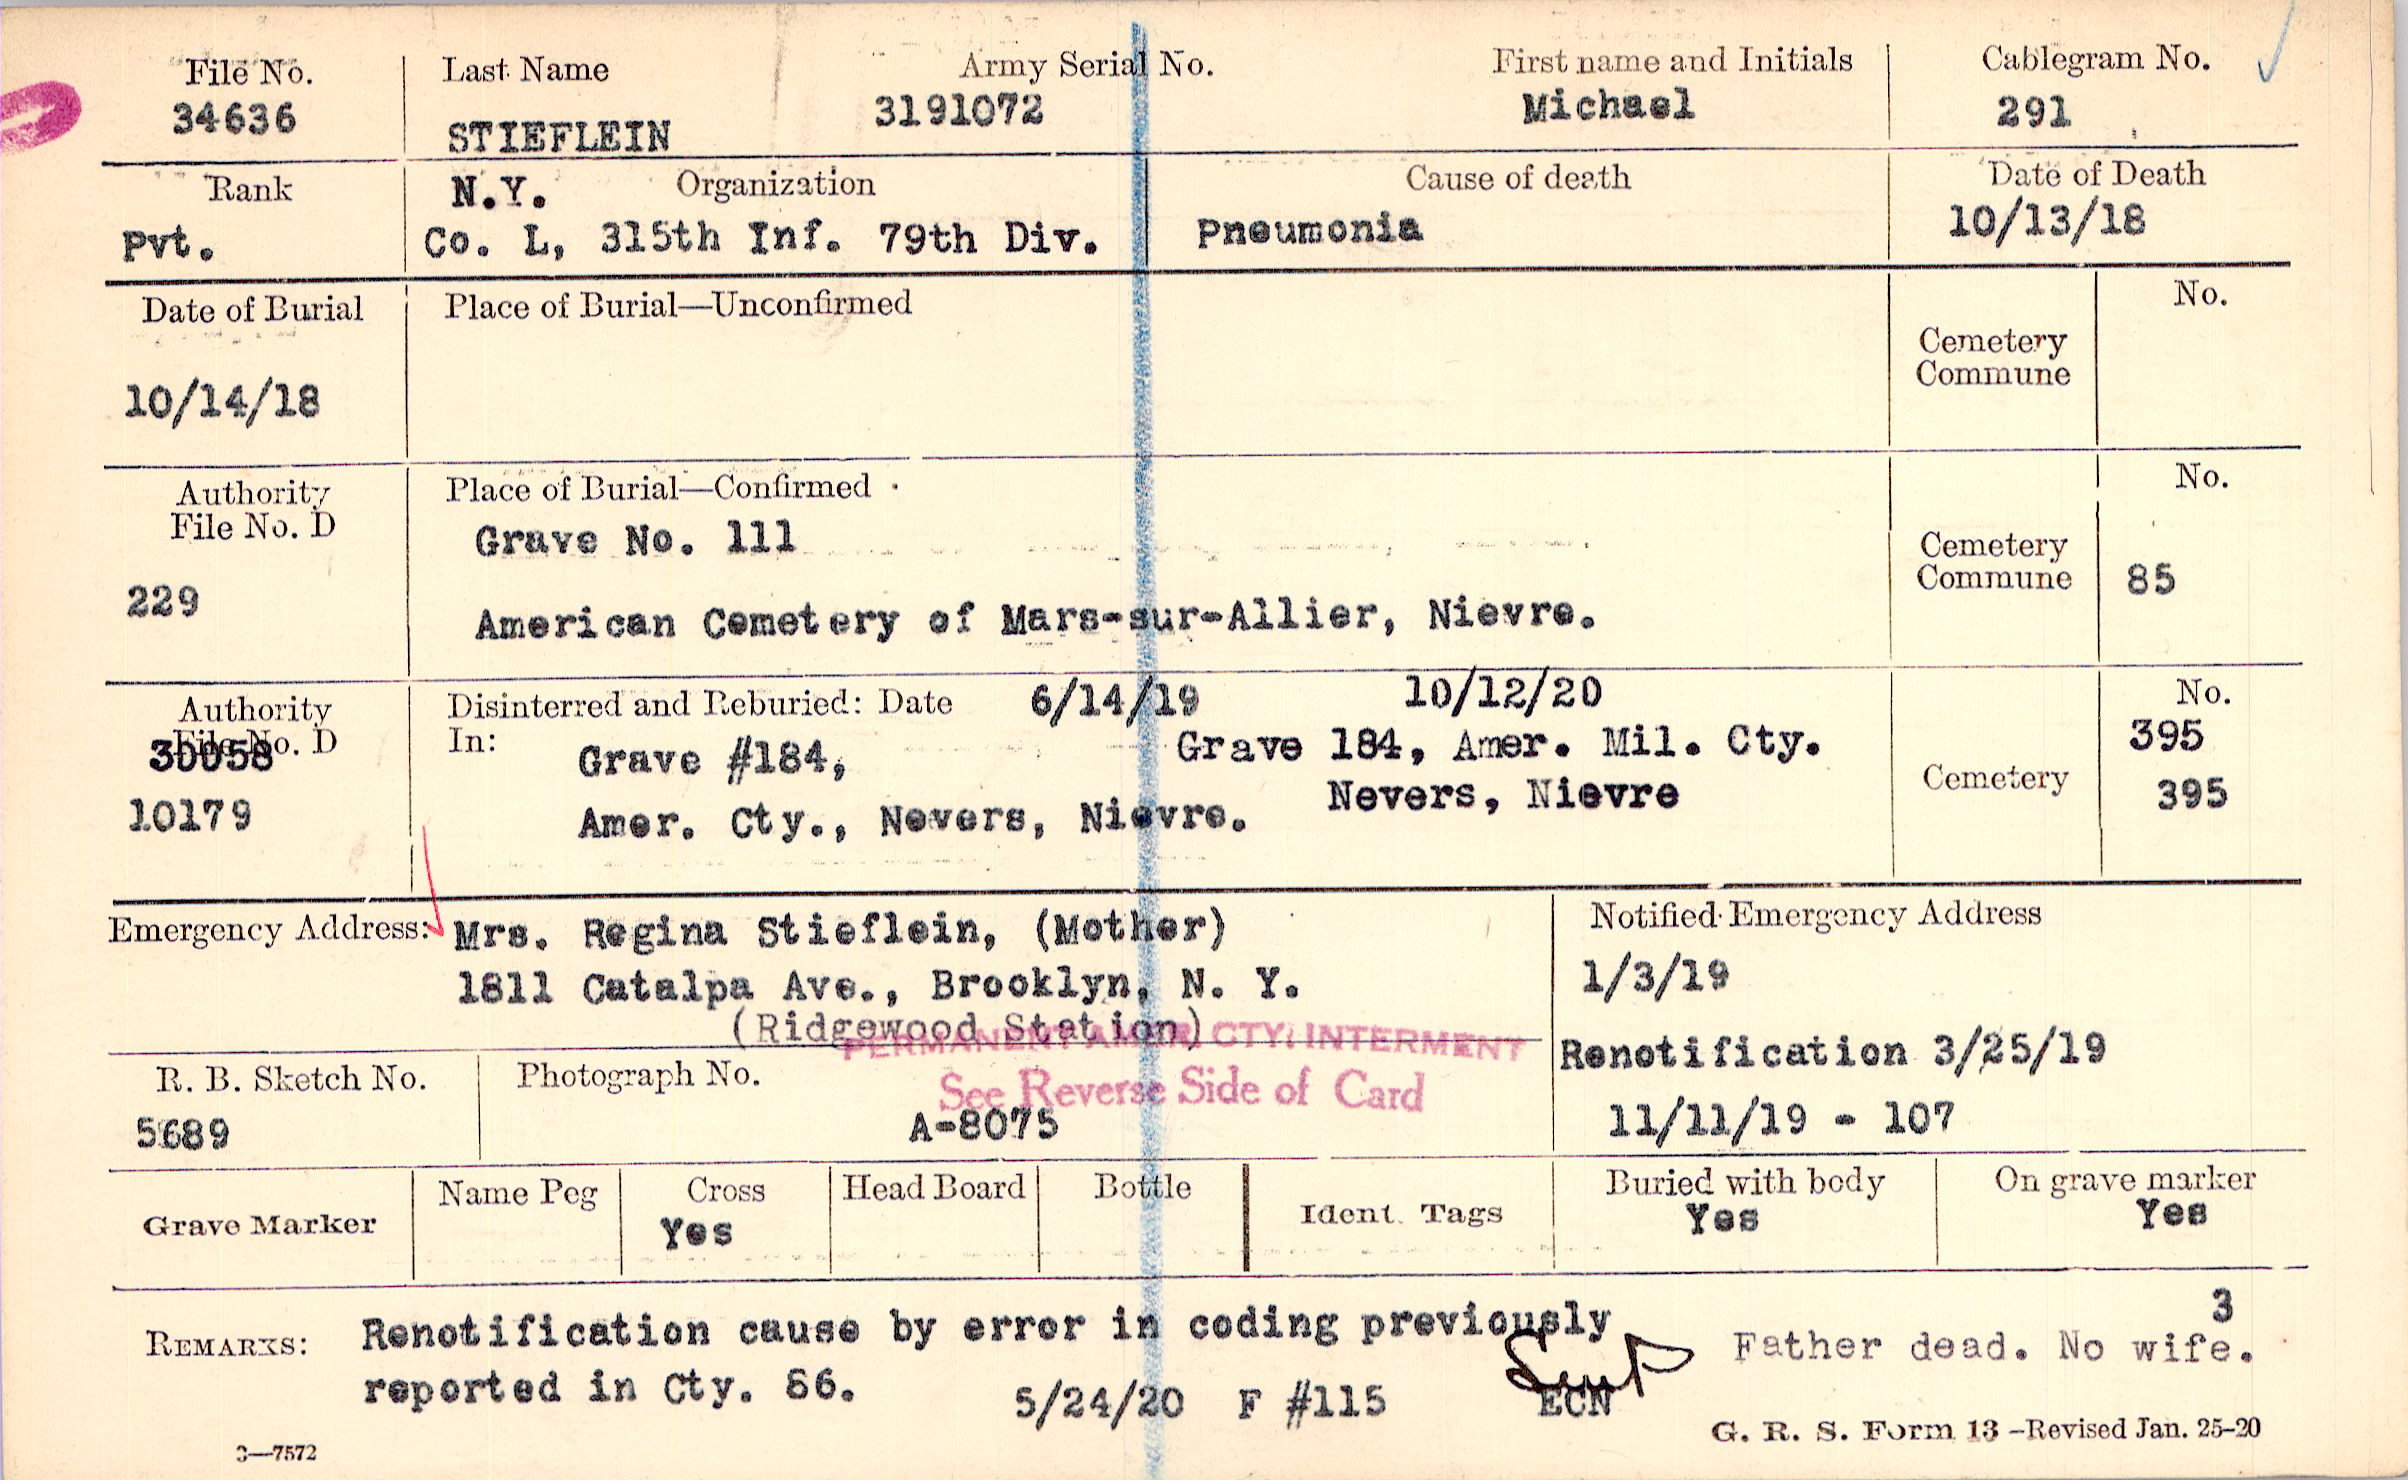 File No. Last Name Army Serial No. First name and Initials Cablegram No.
34636 STIEFLEIN 3191072 Michael 291
Rank N.Y. Organization Cause of death Date of Death
Pvt. Co. L, 315th Inf. 79th Div. Pneumonia 10/13/18
Date of Burial Place of Burial—Unconfirmed No.
Cemetery
Commune
10/14/18
Authority Place of Burial—Confirmed No.
File No. D
Grave No. 111
Cemetery
Commune 85
229
American Cemetery of Mars-sur-Allier, Nievre.
Authority Disinterred and Reburied: Date 6/14/19 10/12/20 No.
File No. D In: Grave #184, Grave 184, Amer. Mil. Cty. 395
30058
Cemetery
10179 Amer. Cty., Nevers, Nievre. Nevers, Nievre 395
Emergency Address: Mrs. Regina Stieflein, (Mother) Notified Emergency Address
1811 Catalpa Ave., Brooklyn, N. Y. 1/3/19
(Ridgewood Station)
PERMANENT AMER. CTY. INTERMENT
Renotification 3/25/19
R. B. Sketch No. Photograph No. See Reverse Side of Card
5689 A-8075 11/11/19 - 107
Grave Marker Name Peg Cross Head Board Bottle Ident. Tags Buried with body On grave marker
Yes Yes Yes
3
REMARKS: Renotification cause by error in coding previously Father dead. No wife.
reported in Cty. 86. 5/24/20 F #115 ECN
3—7572 G. R. S. Form 13—Revised Jan. 25-20